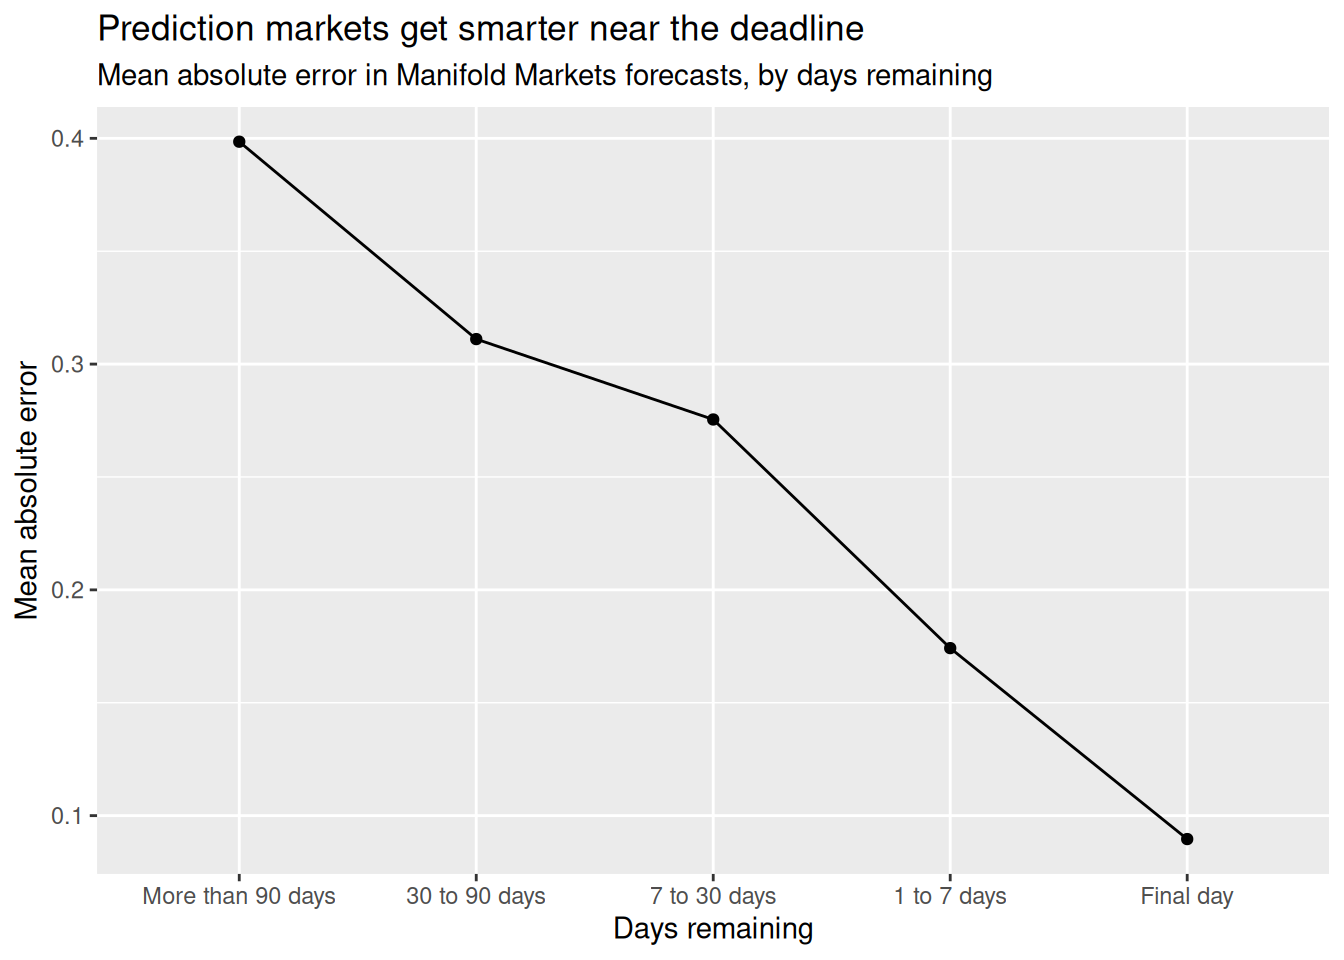 Prediction markets get smarter near the deadline
Mean absolute error in Manifold Markets forecasts, by days remaining
Mean absolute error
0.4
0.3
0.2
0.1
More than 90 days
30 to 90 days
7 to 30 days
1 to 7 days
Final day
Days remaining